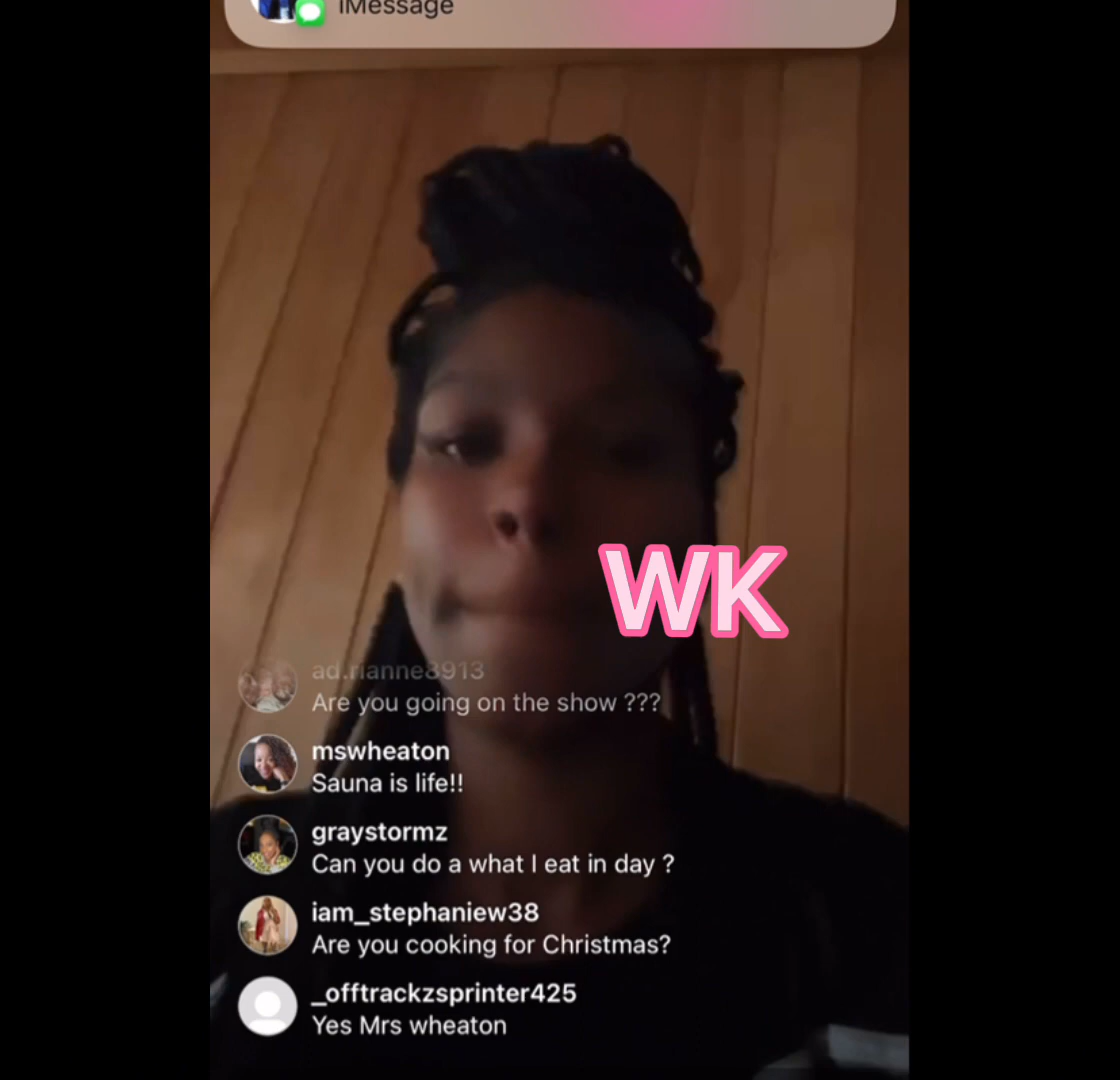 iMessage
WK
ad.rianne8913
Are you going on the show ???
mswheaton
Sauna is life!!
graystormz
Can you do a what I eat in day ?
iam_stephaniew38
Are you cooking for Christmas?
_offtrackzsprinter425
Yes Mrs wheaton